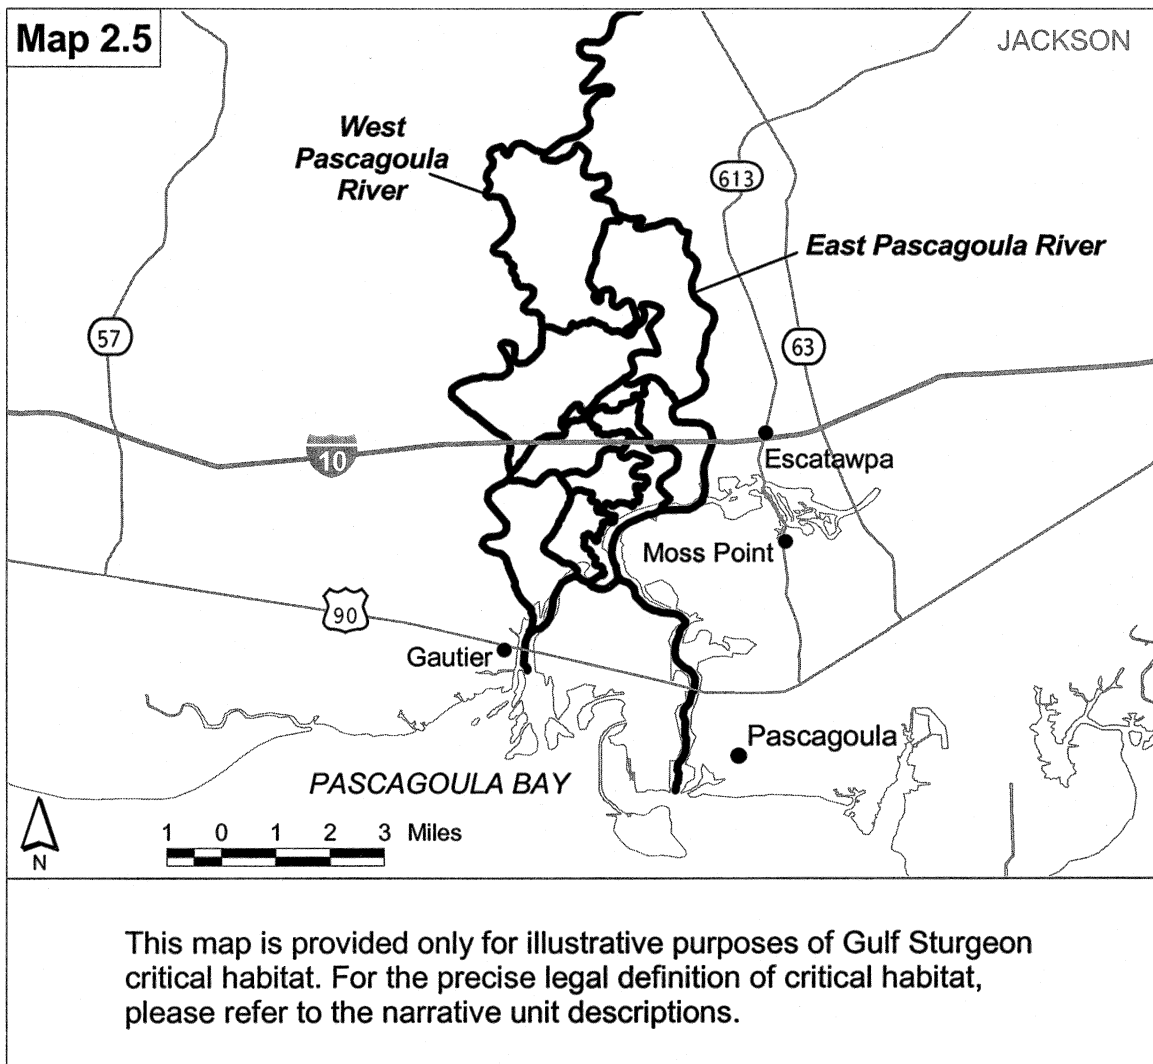 Map 2.5
JACKSON
West
Pascagoula
River
613
East Pascagoula River
57
63
10
Escatawpa
Moss Point
90
Gautier
Pascagoula
PASCAGOULA BAY
1 0 1 2 3 Miles
N
This map is provided only for illustrative purposes of Gulf Sturgeon
critical habitat. For the precise legal definition of critical habitat,
please refer to the narrative unit descriptions.